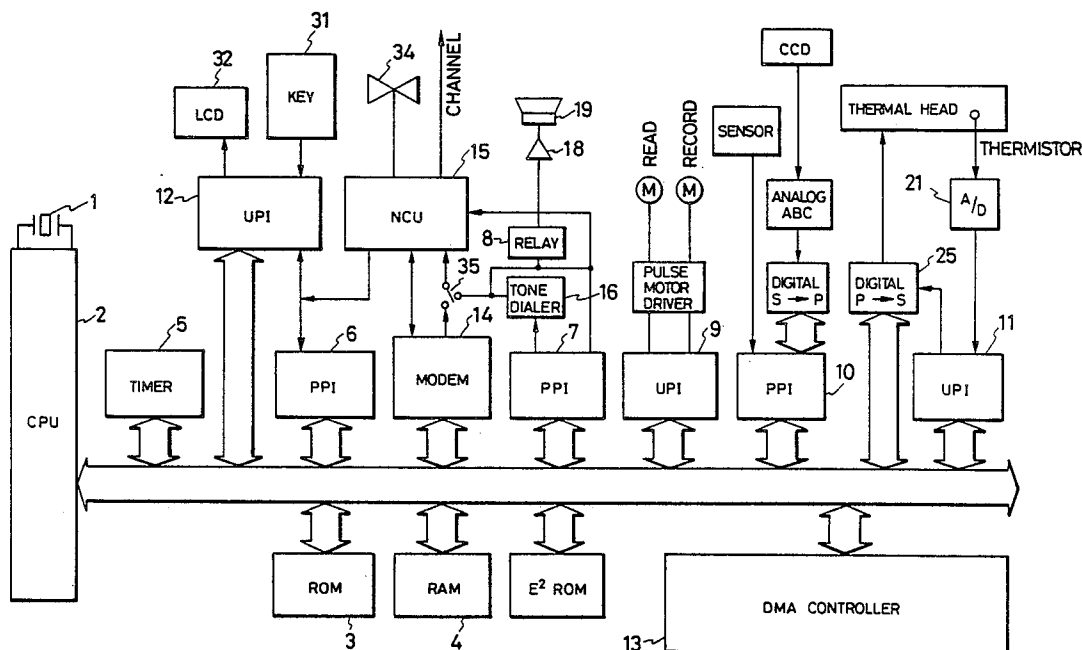 31
32
34
CHANNEL
CCD
KEY
LCD
19
READ
RECORD
SENSOR
THERMAL HEAD
THERMISTOR
18
15
12
UPI
NCU
M
M
ANALOG
ABC
21
A/D
1
8
RELAY
35
TONE
DIALER
16
PULSE
MOTOR
DRIVER
DIGITAL
S → P
DIGITAL
P → S
25
2
5
6
14
7
9
11
TIMER
PPI
MODEM
PPI
UPI
PPI
10
UPI
CPU
ROM
RAM
E² ROM
DMA CONTROLLER
3
4
13